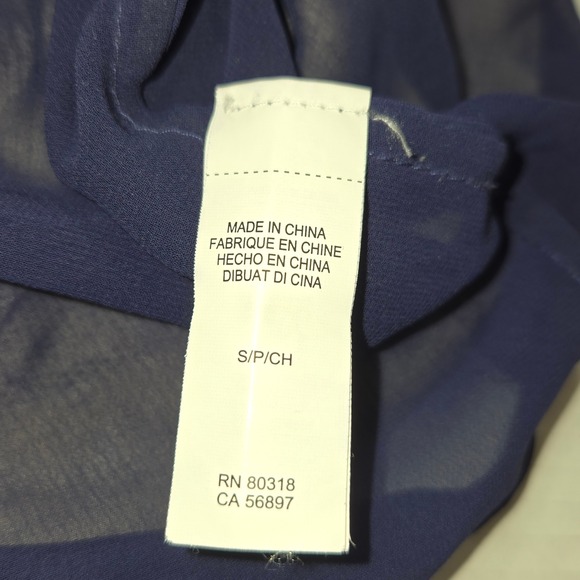 MADE IN CHINA
FABRIQUE EN CHINE
HECHO EN CHINA
DIBUAT DI CINA
S/P/CH
RN 80318
CA 56897